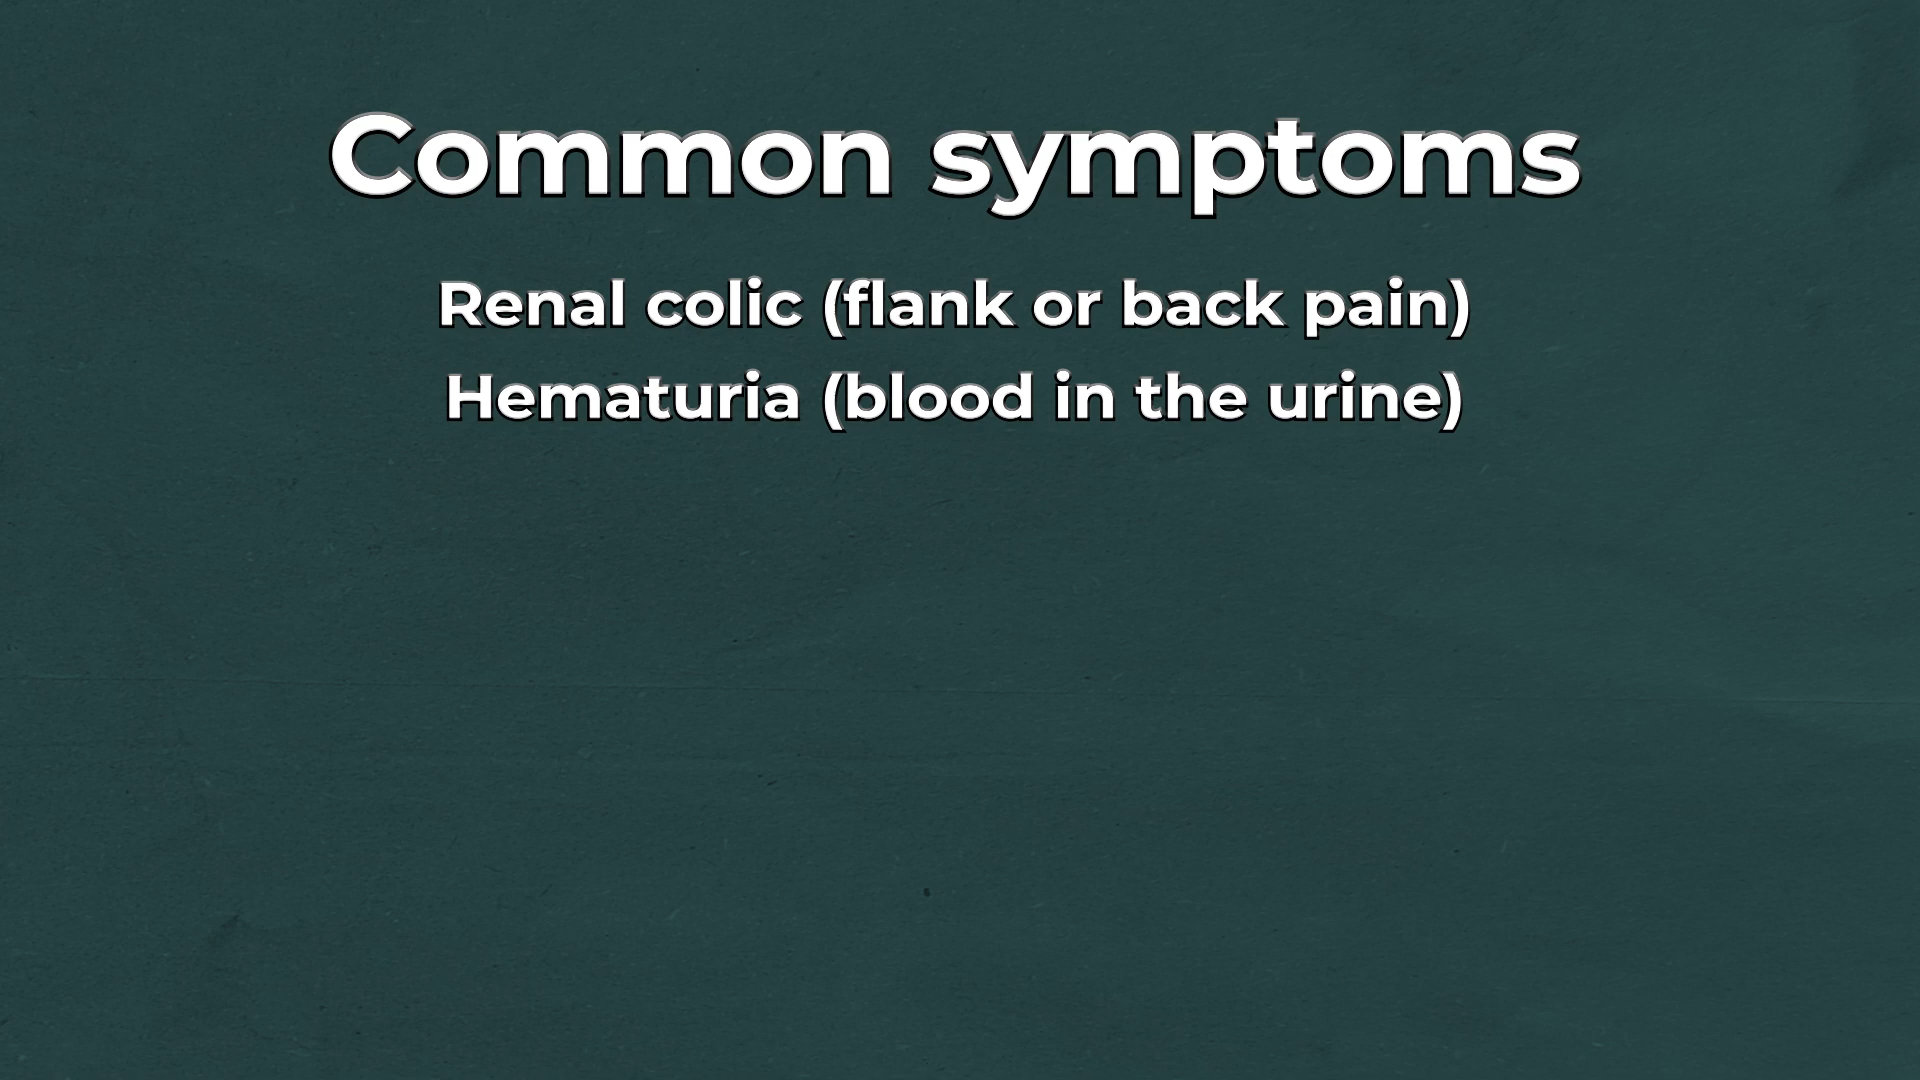 Common symptoms
Renal colic (flank or back pain)
Hematuria (blood in the urine)